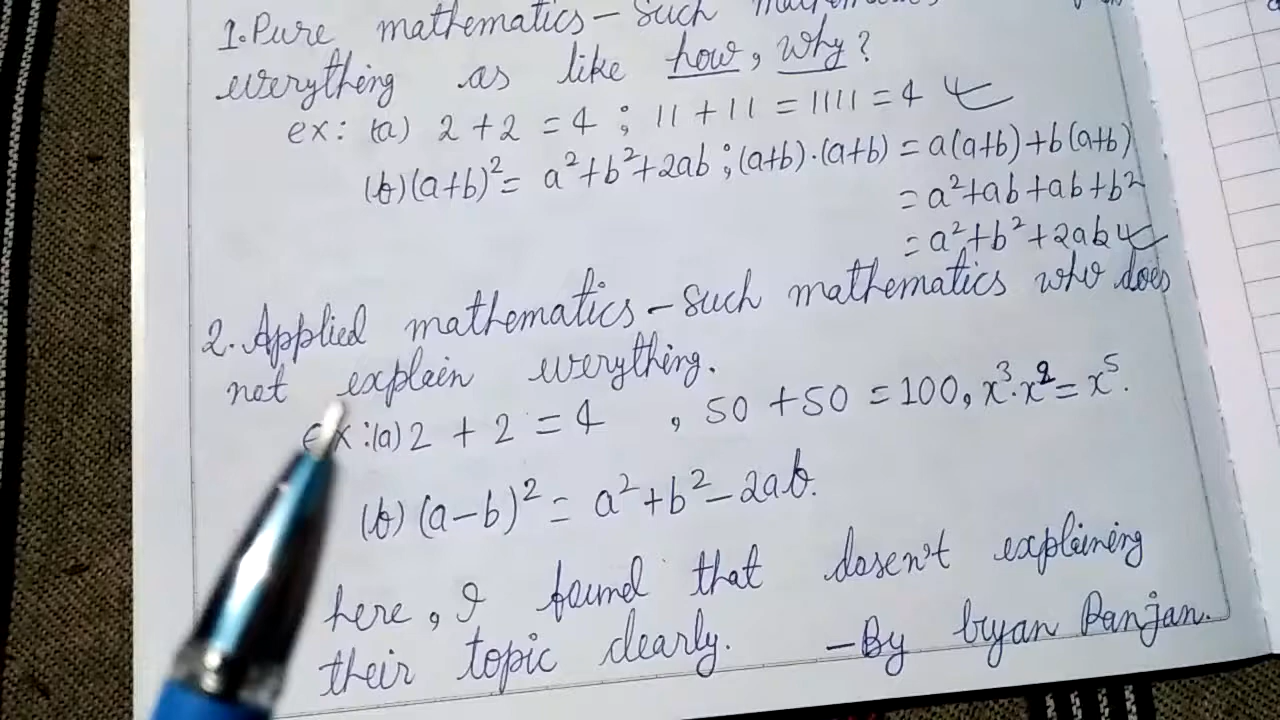 1. Pure mathematics – Such
everything as like how, why?
ex: (a) 2 + 2 = 4 ; 11 + 11 = 1111 = 4
(b) (a+b)² = a²+b²+2ab ; (a+b)·(a+b) = a(a+b)+b(a+b)
= a²+ab+ab+b²
= a²+b²+2ab
2. Applied mathematics – Such mathematics who does
not explain everything.
ex: (a) 2 + 2 = 4 , 50 + 50 = 100, x³·x² = x⁵.
(b) (a-b)² = a²+b²-2ab.
here, I found that dosen't explaining
their topic clearly. – By bryan Ranjan.